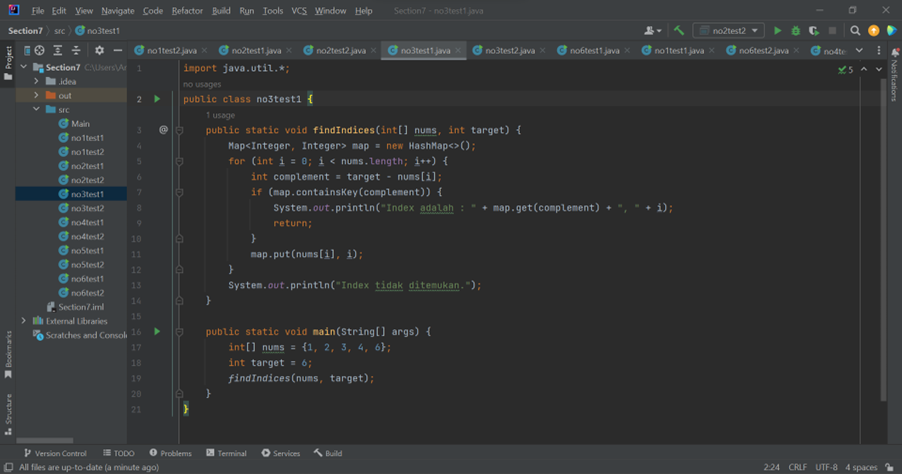 File Edit View Navigate Code Refactor Build Run Tools VCS Window Help Section7 - no3test1.java
Section7 src no3test1 no2test2
no1test2.java no2test1.java no2test2.java no3test1.java no3test2.java no6test1.java no1test1.java no6test2.java no4te
Project
Section7
.idea
out
src
Main
no1test1
no1test2
no2test1
no2test2
no3test1
no3test2
no4test1
no4test2
no5test1
no5test2
no6test1
no6test2
Section7.iml
External Libraries
Scratches and Consol
Bookmarks
Structure
5
1 import java.util.*;
no usages
2 public class no3test1 {
1 usage
3 @ public static void findIndices(int[] nums, int target) {
4 Map<Integer, Integer> map = new HashMap<>();
5 for (int i = 0; i < nums.length; i++) {
6 int complement = target - nums[i];
7 if (map.containsKey(complement)) {
8 System.out.println("Index adalah : " + map.get(complement) + ", " + i);
9 return;
10 }
11 map.put(nums[i], i);
12 }
13 System.out.println("Index tidak ditemukan.");
14 }
15
16 public static void main(String[] args) {
17 int[] nums = {1, 2, 3, 4, 6};
18 int target = 6;
19 findIndices(nums, target);
20 }
21 }
Notifications
Version Control TODO Problems Terminal Services Build
All files are up-to-date (a minute ago) 2:24 CRLF UTF-8 4 spaces